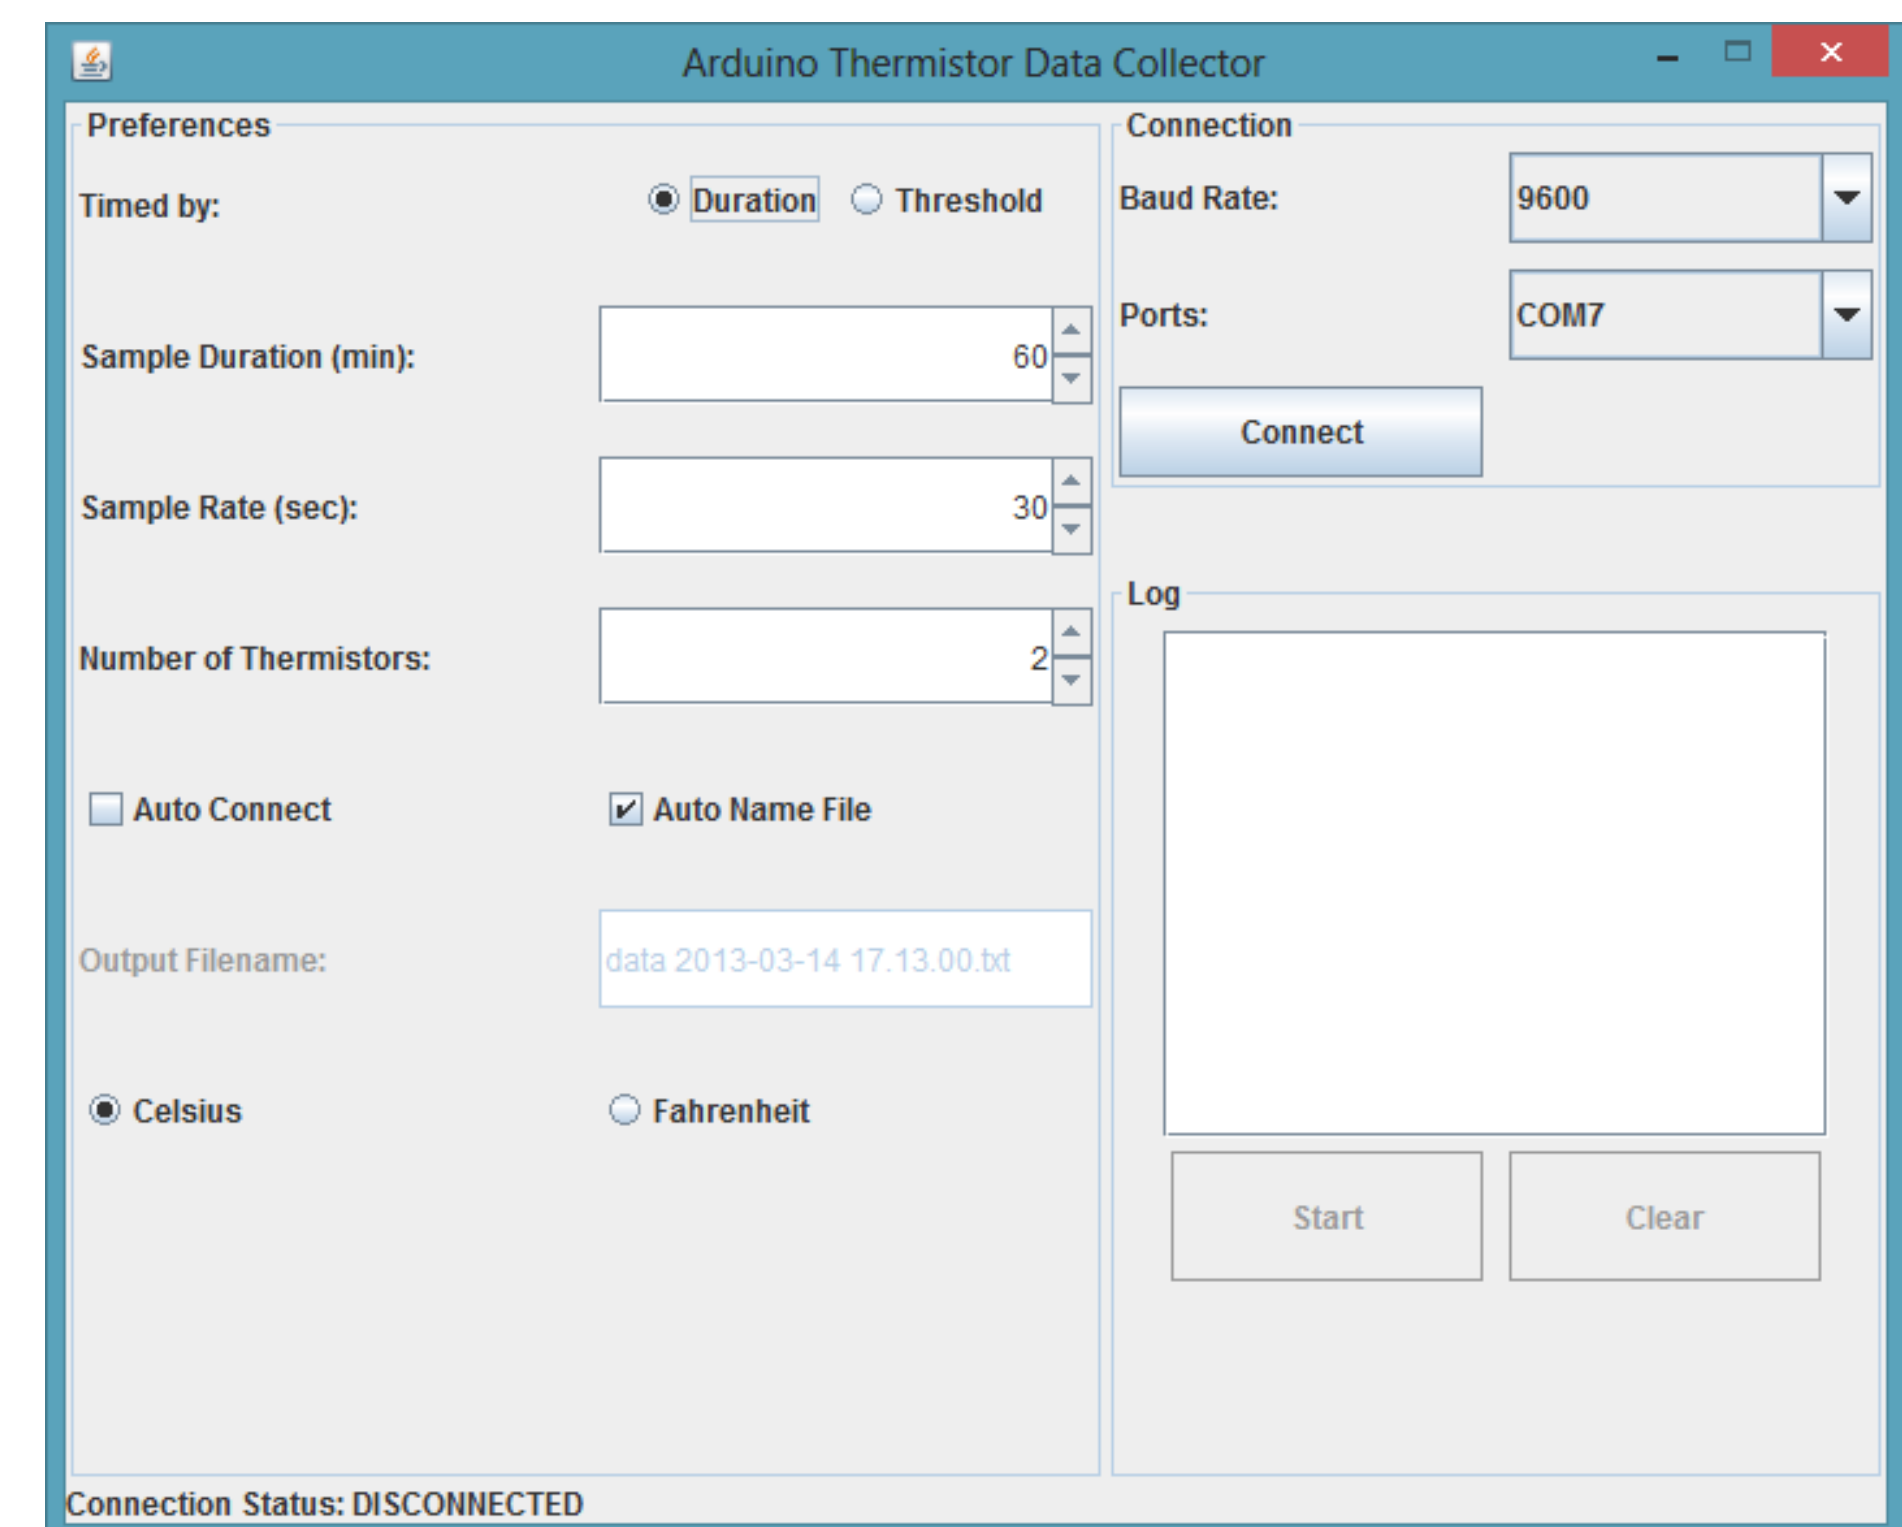 Arduino Thermistor Data Collector
Preferences
Timed by: Duration Threshold
Sample Duration (min): 60
Sample Rate (sec): 30
Number of Thermistors: 2
Auto Connect Auto Name File
Output Filename: data 2013-03-14 17.13.00.txt
Celsius Fahrenheit
Connection
Baud Rate: 9600
Ports: COM7
Connect
Log
Start Clear
Connection Status: DISCONNECTED